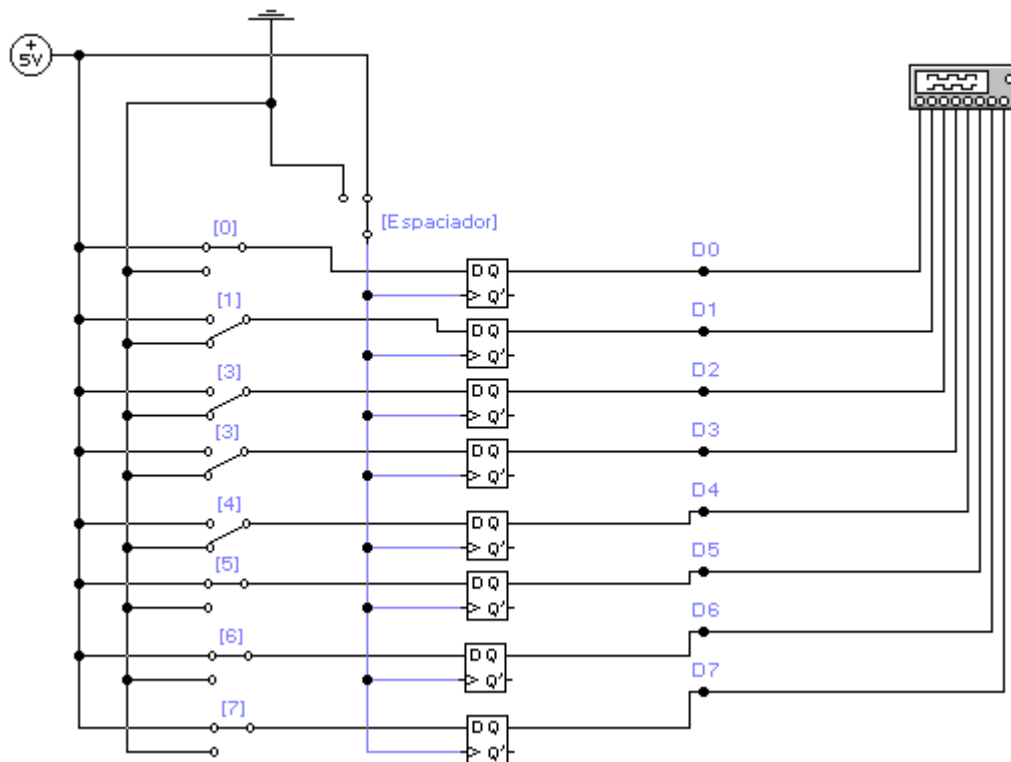 +
5V
[Espaciador]
[0]
D Q
Q'
D0
[1]
D Q
Q'
D1
[3]
D Q
Q'
D2
[3]
D Q
Q'
D3
[4]
D Q
Q'
D4
[5]
D Q
Q'
D5
[6]
D Q
Q'
D6
[7]
D Q
Q'
D7